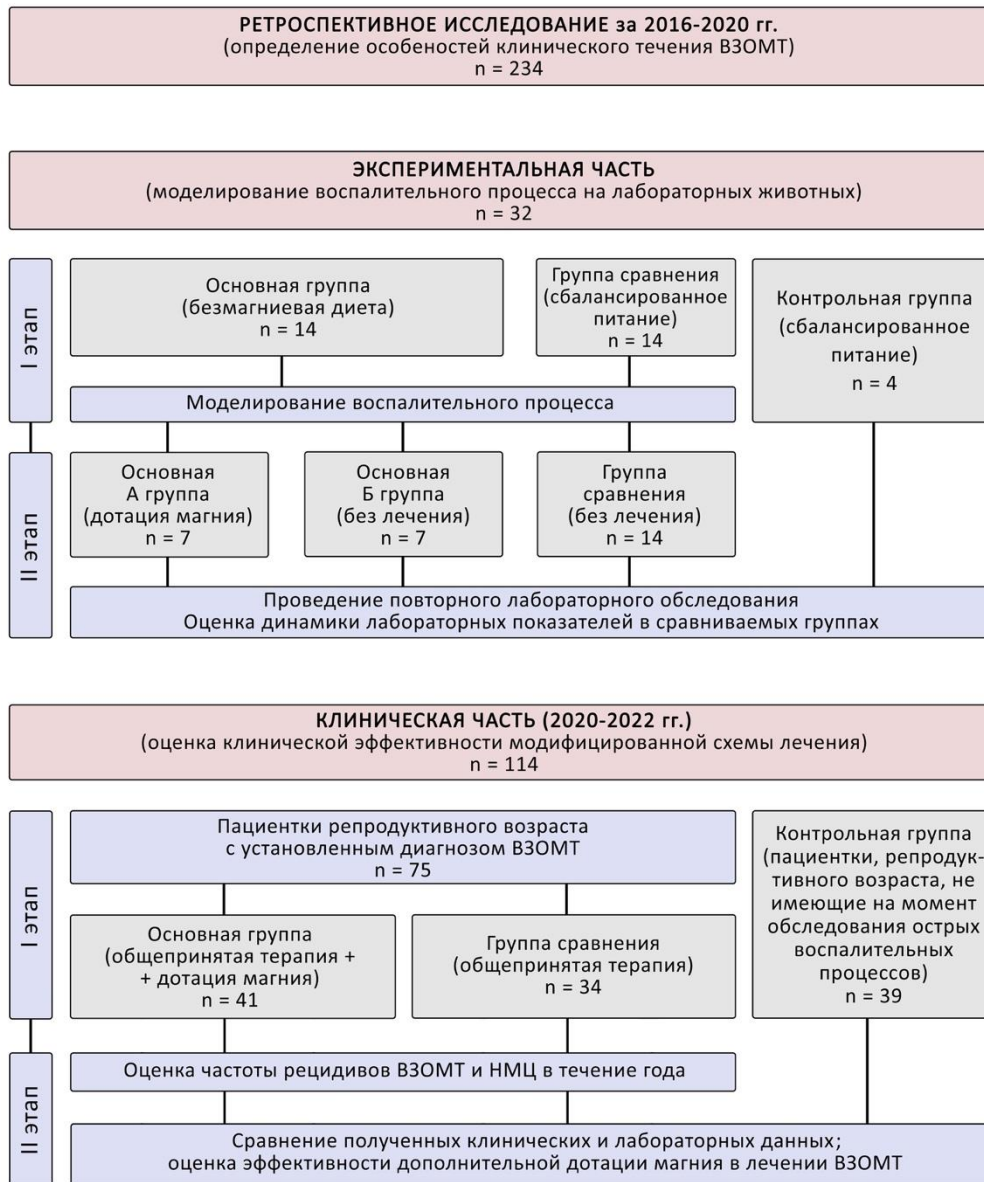 РЕТРОСПЕКТИВНОЕ ИССЛЕДОВАНИЕ за 2016-2020 гг.
(определение особеностей клинического течения ВЗОМТ)
n = 234
ЭКСПЕРИМЕНТАЛЬНАЯ ЧАСТЬ
(моделирование воспалительного процесса на лабораторных животных)
n = 32
I этап
Основная группа
(безмагниевая диета)
n = 14
Группа сравнения
(сбалансированное
питание)
n = 14
Контрольная группа
(сбалансированное
питание)
n = 4
Моделирование воспалительного процесса
II этап
Основная
А группа
(дотация магния)
n = 7
Основная
Б группа
(без лечения)
n = 7
Группа
сравнения
(без лечения)
n = 14
Проведение повторного лабораторного обследования
Оценка динамики лабораторных показателей в сравниваемых группах
КЛИНИЧЕСКАЯ ЧАСТЬ (2020-2022 гг.)
(оценка клинической эффективности модифицированной схемы лечения)
n = 114
I этап
Пациентки репродуктивного возраста
с установленным диагнозом ВЗОМТ
n = 75
Контрольная группа
(пациентки, репродук-
тивного возраста, не
имеющие на момент
обследования острых
воспалительных
процессов)
n = 39
Основная группа
(общепринятая терапия +
+ дотация магния)
n = 41
Группа сравнения
(общепринятая терапия)
n = 34
II этап
Оценка частоты рецидивов ВЗОМТ и НМЦ в течение года
Сравнение полученных клинических и лабораторных данных;
оценка эффективности дополнительной дотации магния в лечении ВЗОМТ